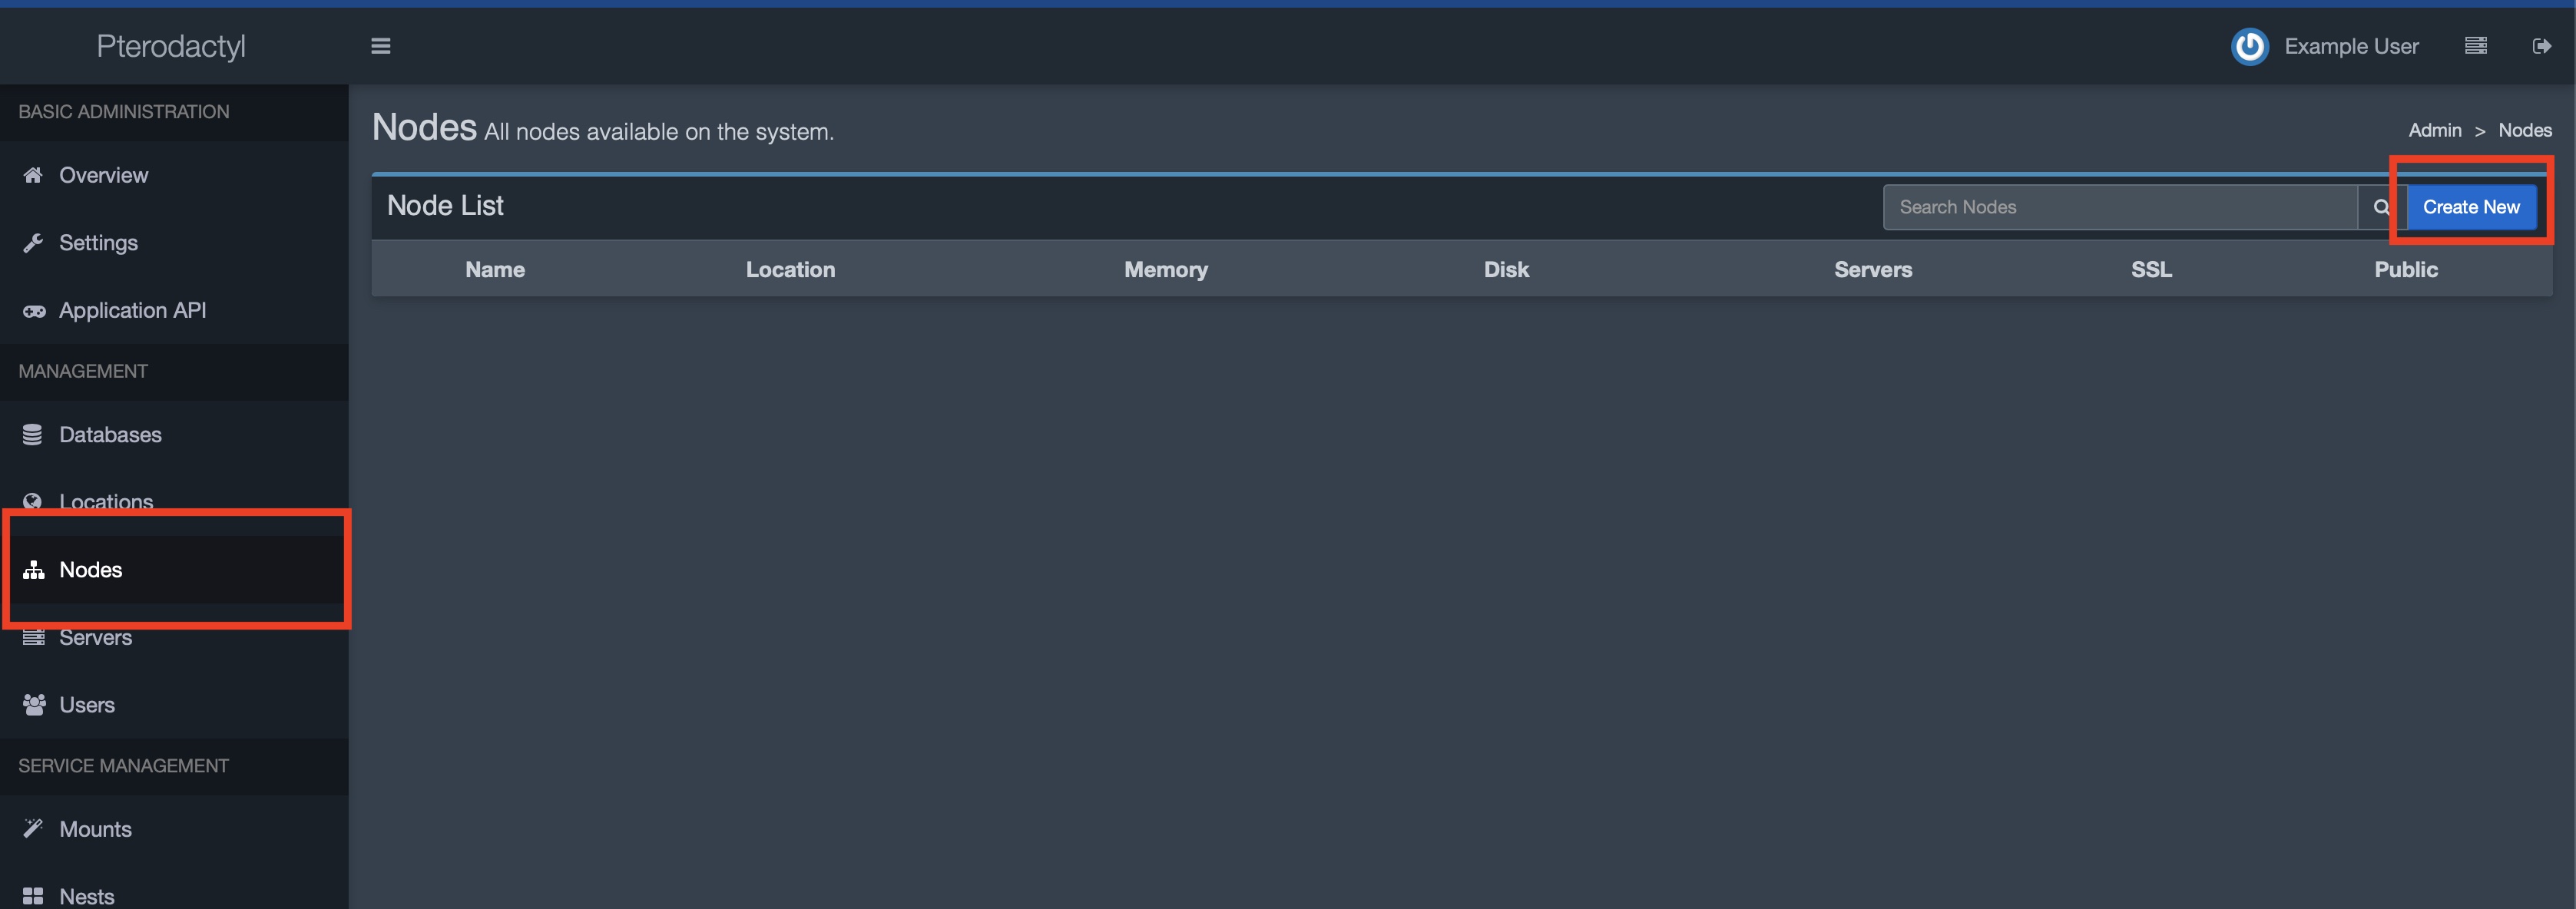 Pterodactyl
Example User
BASIC ADMINISTRATION
Overview
Settings
Application API
MANAGEMENT
Databases
Locations
Nodes
Servers
Users
SERVICE MANAGEMENT
Mounts
Nests
Nodes All nodes available on the system.
Admin > Nodes
Node List
Search Nodes
Create New
Name Location Memory Disk Servers SSL Public